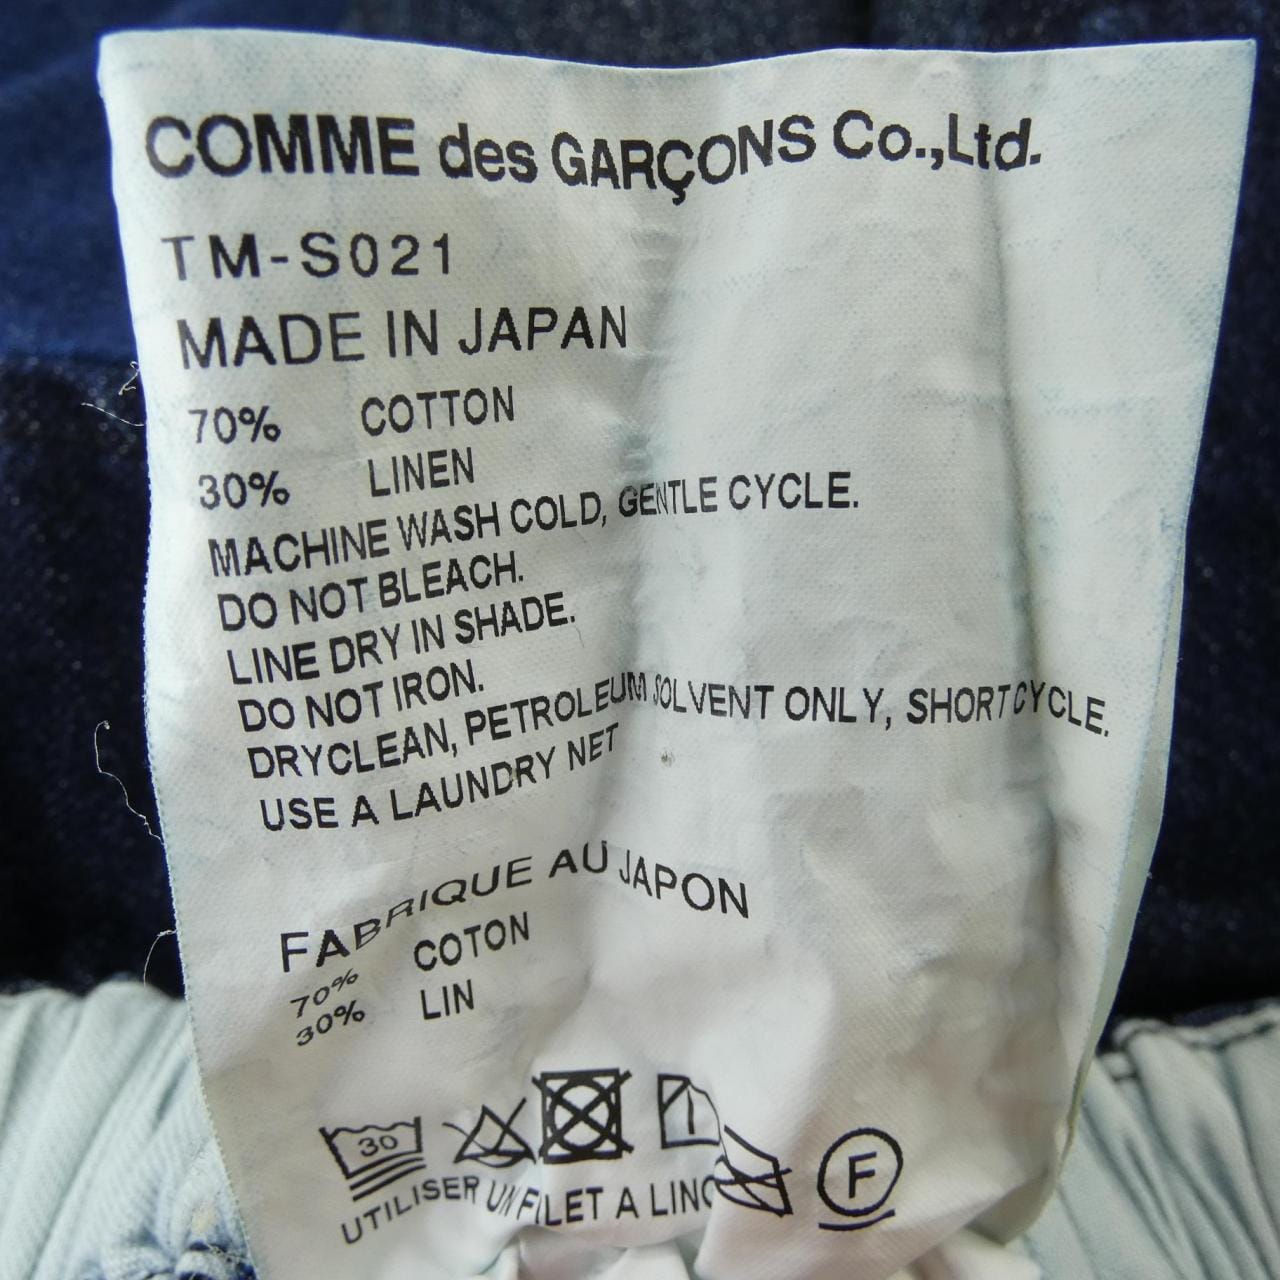 COMME des GARÇONS Co.,Ltd.
TM-S021
MADE IN JAPAN
70% COTTON
30% LINEN
MACHINE WASH COLD, GENTLE CYCLE.
DO NOT BLEACH.
LINE DRY IN SHADE.
DO NOT IRON.
DRYCLEAN, PETROLEUM SOLVENT ONLY, SHORT CYCLE.
USE A LAUNDRY NET
FABRIQUE AU JAPON
70% COTON
30% LIN
30
F
UTILISER UN FILET A